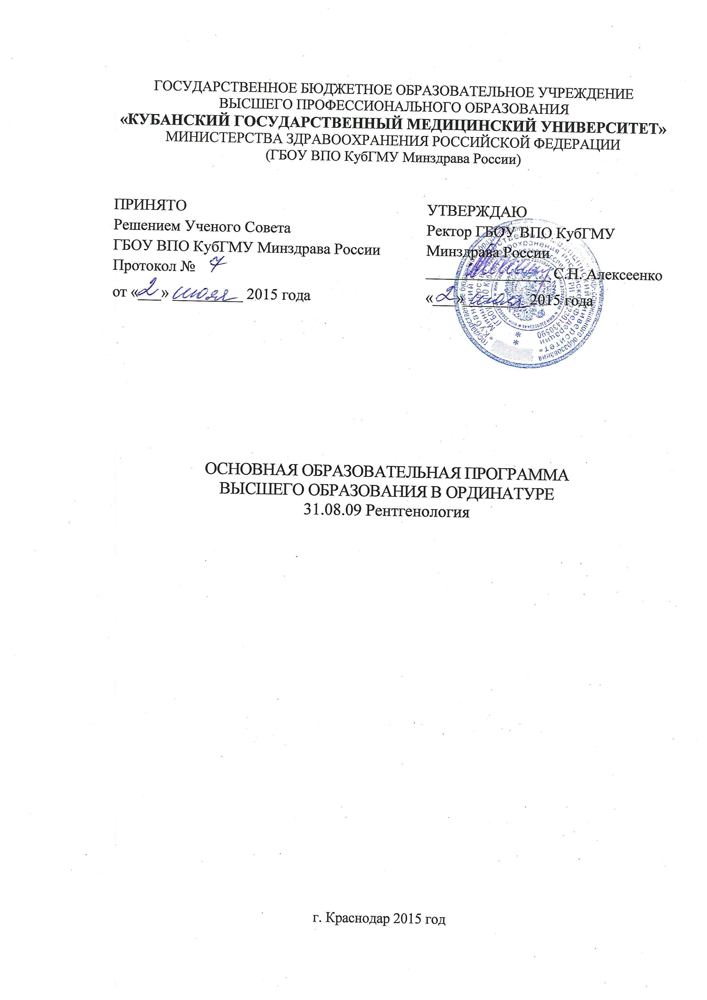 ГОСУДАРСТВЕННОЕ БЮДЖЕТНОЕ ОБРАЗОВАТЕЛЬНОЕ УЧРЕЖДЕНИЕ
ВЫСШЕГО ПРОФЕССИОНАЛЬНОГО ОБРАЗОВАНИЯ
«КУБАНСКИЙ ГОСУДАРСТВЕННЫЙ МЕДИЦИНСКИЙ УНИВЕРСИТЕТ»
МИНИСТЕРСТВА ЗДРАВООХРАНЕНИЯ РОССИЙСКОЙ ФЕДЕРАЦИИ
(ГБОУ ВПО КубГМУ Минздрава России)
ПРИНЯТО
Решением Ученого Совета
ГБОУ ВПО КубГМУ Минздрава России
Протокол № 7
от «2» июля 2015 года
УТВЕРЖДАЮ
Ректор ГБОУ ВПО КубГМУ
Минздрава России
С.Н. Алексеенко
«2» июля 2015 года
ОСНОВНАЯ ОБРАЗОВАТЕЛЬНАЯ ПРОГРАММА
ВЫСШЕГО ОБРАЗОВАНИЯ В ОРДИНАТУРЕ
31.08.09 Рентгенология
г. Краснодар 2015 год